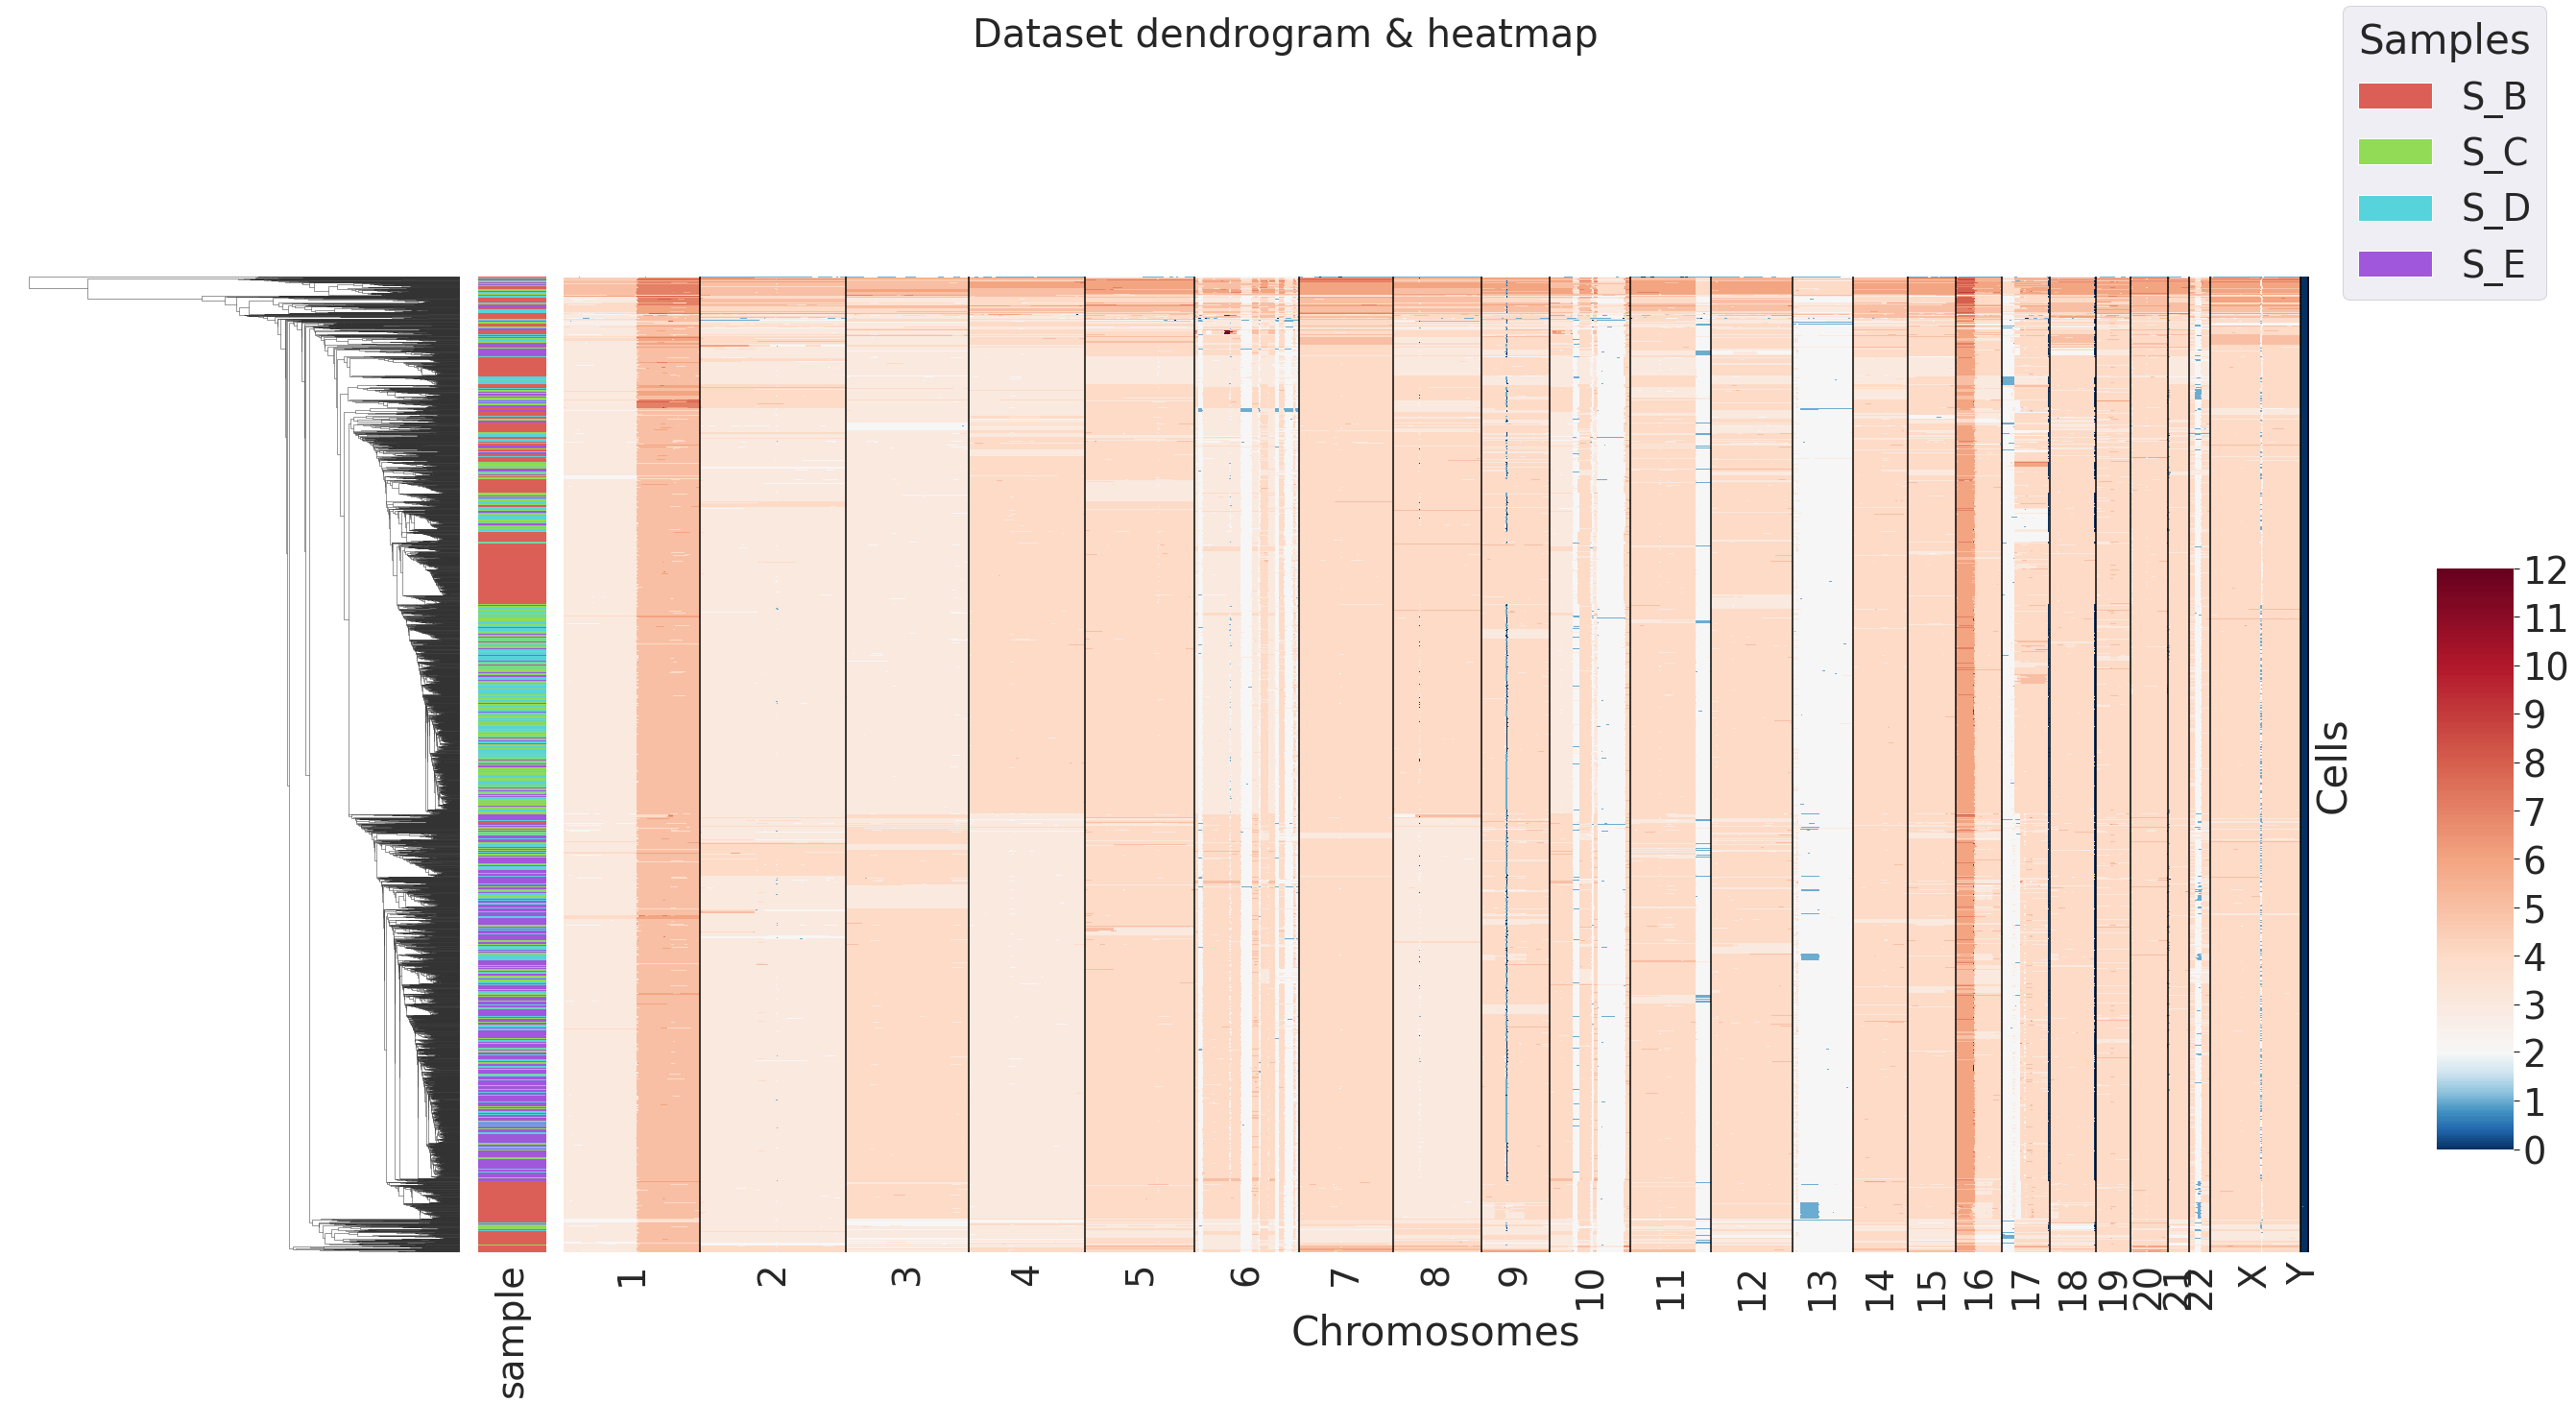 Dataset dendrogram & heatmap
Samples
S_B
S_C
S_D
S_E
12
11
10
9
8
7
6
5
4
3
2
1
0
Cells
1 2 3 4 5 6 7 8 9 10 11 12 13 14 15 16 17 18 19 20 21 22 X Y
sample
Chromosomes